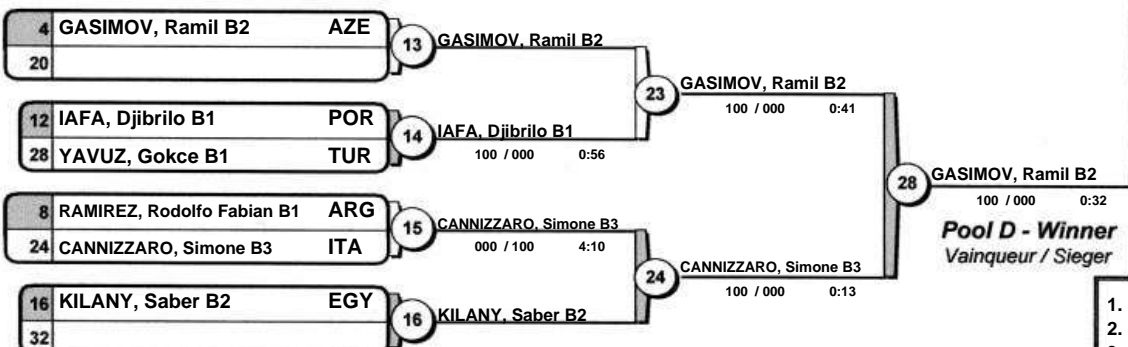 4 GASIMOV, Ramil B2 AZE
20
13 GASIMOV, Ramil B2
12 IAFA, Djibrilo B1 POR
28 YAVUZ, Gokce B1 TUR
14 IAFA, Djibrilo B1
100 / 000 0:56
23 GASIMOV, Ramil B2
100 / 000 0:41
8 RAMIREZ, Rodolfo Fabian B1 ARG
24 CANNIZZARO, Simone B3 ITA
15 CANNIZZARO, Simone B3
000 / 100 4:10
16 KILANY, Saber B2 EGY
32
16 KILANY, Saber B2
24 CANNIZZARO, Simone B3
100 / 000 0:13
28 GASIMOV, Ramil B2
100 / 000 0:32
Pool D - Winner
Vainqueur / Sieger
1.
2.